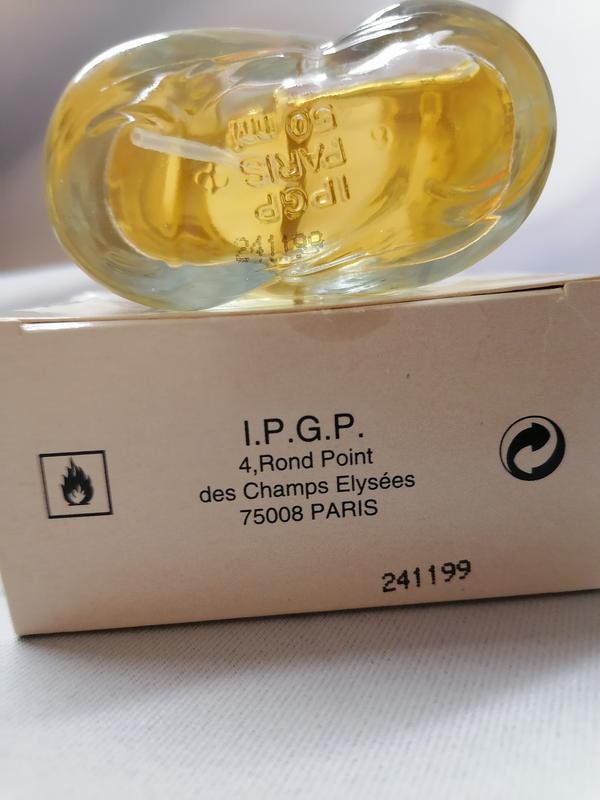 50 ml
PARIS
IPGP
241199
I.P.G.P.
4,Rond Point
des Champs Elysées
75008 PARIS
241199